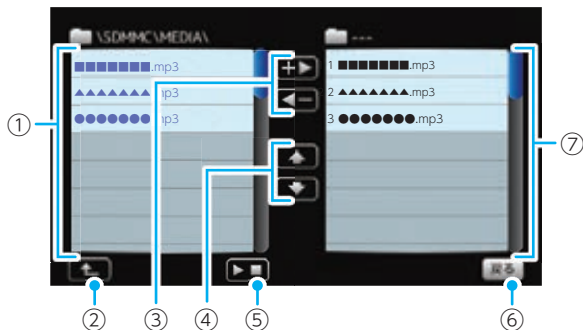 \SDMMC\MEDIA\
---
■■■■■■■.mp3
▲▲▲▲▲▲▲.mp3
●●●●●●●.mp3
1 ■■■■■■■.mp3
2 ▲▲▲▲▲▲▲.mp3
3 ●●●●●●●.mp3
戻る
①
②
③
④
⑤
⑥
⑦